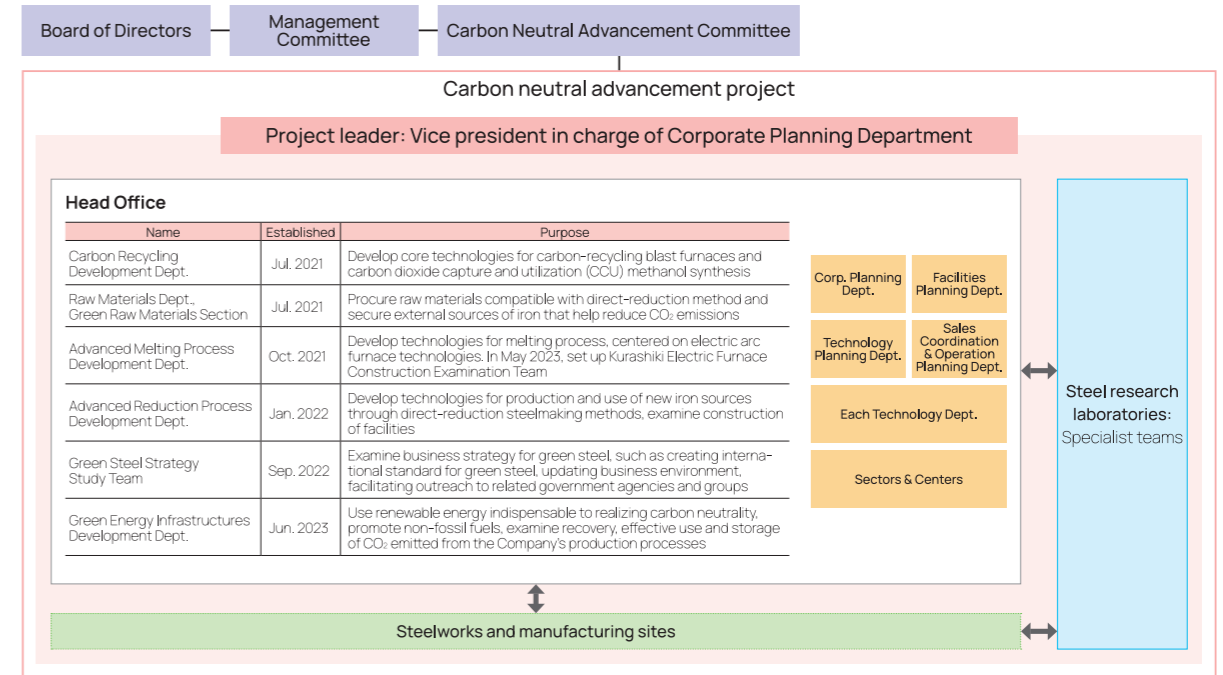 Board of Directors
Management
Committee
Carbon Neutral Advancement Committee
Carbon neutral advancement project
Project leader: Vice president in charge of Corporate Planning Department
Head Office
Name
Established
Purpose
Carbon Recycling
Development Dept.
Jul. 2021
Develop core technologies for carbon-recycling blast furnaces and
carbon dioxide capture and utilization (CCU) methanol synthesis
Raw Materials Dept.,
Green Raw Materials Section
Jul. 2021
Procure raw materials compatible with direct-reduction method and
secure external sources of iron that help reduce CO₂ emissions
Advanced Melting Process
Development Dept.
Oct. 2021
Develop technologies for melting process, centered on electric arc
furnace technologies. In May 2023, set up Kurashiki Electric Furnace
Construction Examination Team
Advanced Reduction Process
Development Dept.
Jan. 2022
Develop technologies for production and use of new iron sources
through direct-reduction steelmaking methods, examine construction
of facilities
Green Steel Strategy
Study Team
Sep. 2022
Examine business strategy for green steel, such as creating interna-
tional standard for green steel, updating business environment,
facilitating outreach to related government agencies and groups
Green Energy Infrastructures
Development Dept.
Jun. 2023
Use renewable energy indispensable to realizing carbon neutrality,
promote non-fossil fuels, examine recovery, effective use and storage
of CO₂ emitted from the Company's production processes
Corp. Planning
Dept.
Facilities
Planning Dept.
Technology
Planning Dept.
Sales
Coordination
& Operation
Planning Dept.
Each Technology Dept.
Sectors & Centers
Steel research
laboratories:
Specialist teams
Steelworks and manufacturing sites